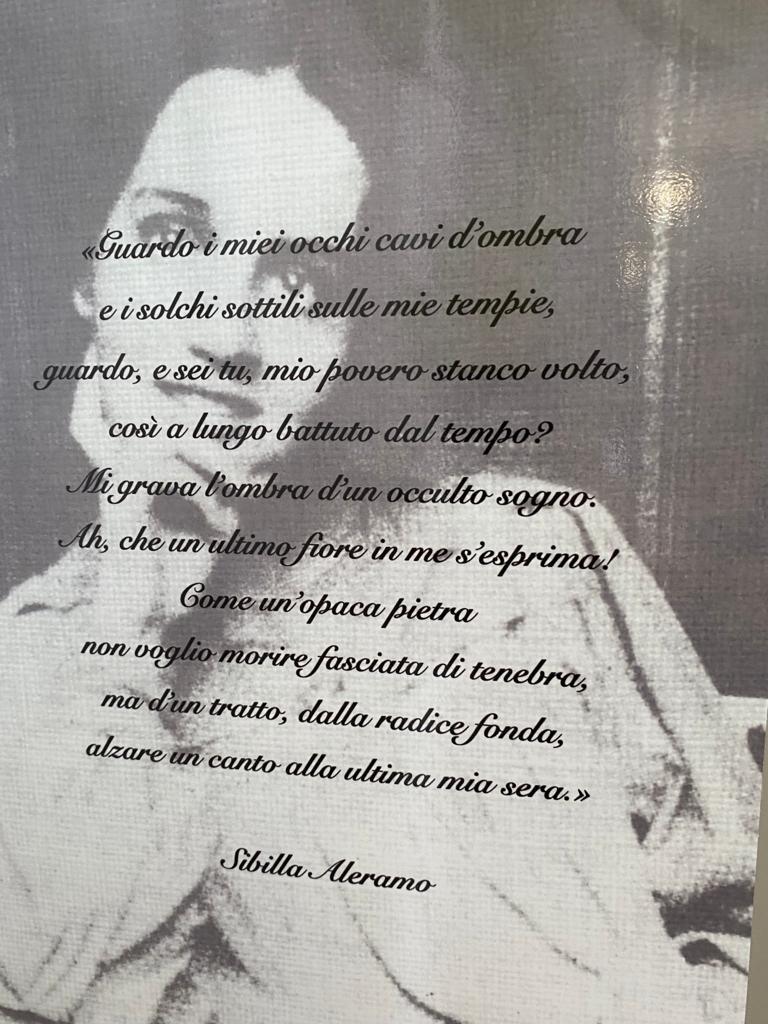 «Guardo i miei occhi cavi d'ombra
e i solchi sottili sulle mie tempie,
guardo, e sei tu, mio povero stanco volto,
così a lungo battuto dal tempo?
Mi grava l'ombra d'un occulto sogno.
Ah, che un ultimo fiore in me s'esprima!
Come un'opaca pietra
non voglio morire fasciata di tenebra,
ma d'un tratto, dalla radice fonda,
alzare un canto alla ultima mia sera.»
Sibilla Aleramo